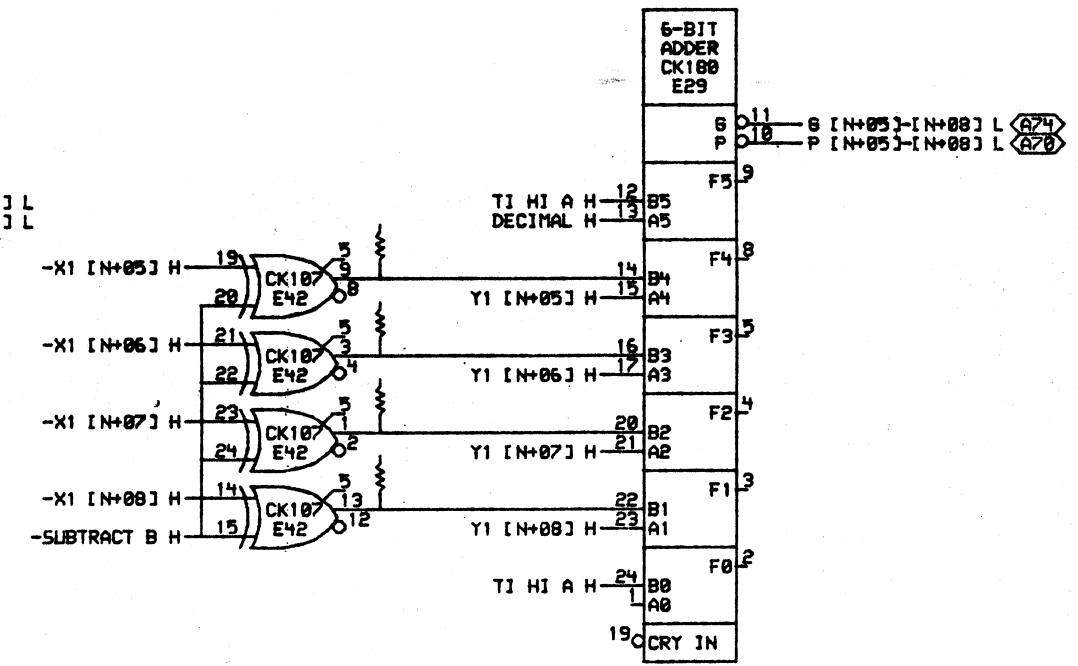 6-BIT
ADDER
CK180
E29
G 11 G [N+05]-[N+08] L A74
P 10 P [N+05]-[N+08] L A70
F5 9
] L
] L
TI HI A H 12 B5
DECIMAL H 13 A5
F4 8
-X1 [N+05] H 19 5
CK107 9
E42 8
20
14 B4
Y1 [N+05] H 15 A4
F3 5
-X1 [N+06] H 21 5
CK107 3
E42 4
22
16 B3
Y1 [N+06] H 17 A3
F2 4
-X1 [N+07] H 23 5
CK107 1
E42 2
24
20 B2
Y1 [N+07] H 21 A2
F1 3
-X1 [N+08] H 14 5
CK107 13
E42 12
-SUBTRACT B H 15
22 B1
Y1 [N+08] H 23 A1
F0 2
TI HI A H 24 B0
1 A0
19 CRY IN